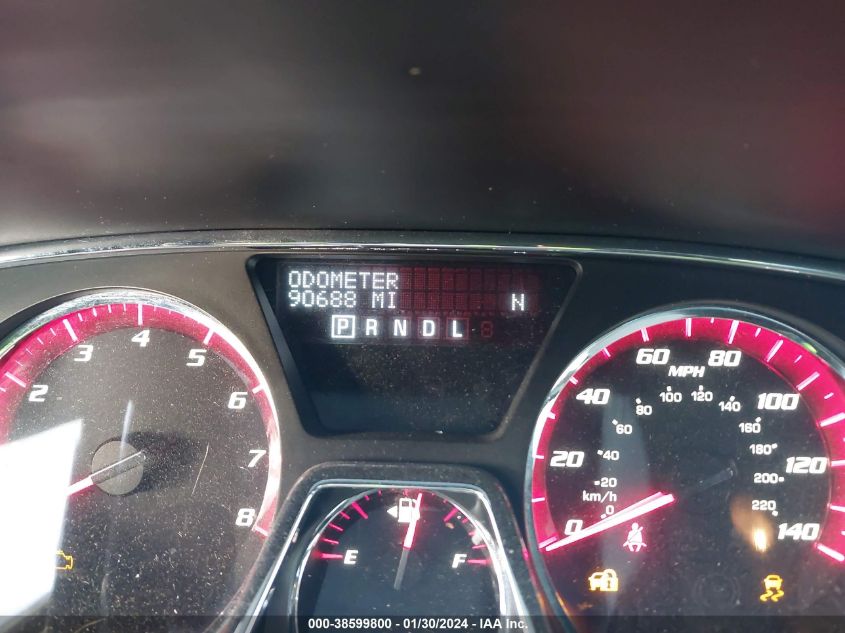 ODOMETER
90688 MI N
P R N D L
2 3 4 5 6 7 8
E F
0 20 40 60 80 100 120 140
MPH
km/h
0 20 40 60 80 100 120 140 160 180 200 220
000-38599800 - 01/30/2024 - IAA Inc.